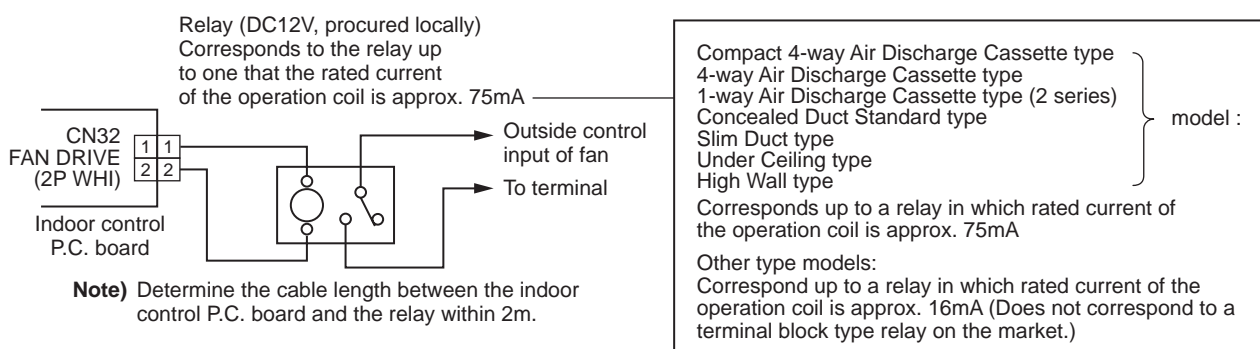 Relay (DC12V, procured locally)
Corresponds to the relay up
to one that the rated current
of the operation coil is approx. 75mA
CN32
FAN DRIVE
(2P WHI)
1 1
2 2
Indoor control
P.C. board
Outside control
input of fan
To terminal
Note) Determine the cable length between the indoor
control P.C. board and the relay within 2m.
Compact 4-way Air Discharge Cassette type
4-way Air Discharge Cassette type
1-way Air Discharge Cassette type (2 series)
Concealed Duct Standard type
Slim Duct type
Under Ceiling type
High Wall type
model :
Corresponds up to a relay in which rated current of
the operation coil is approx. 75mA
Other type models:
Correspond up to a relay in which rated current of the
operation coil is approx. 16mA (Does not correspond to a
terminal block type relay on the market.)